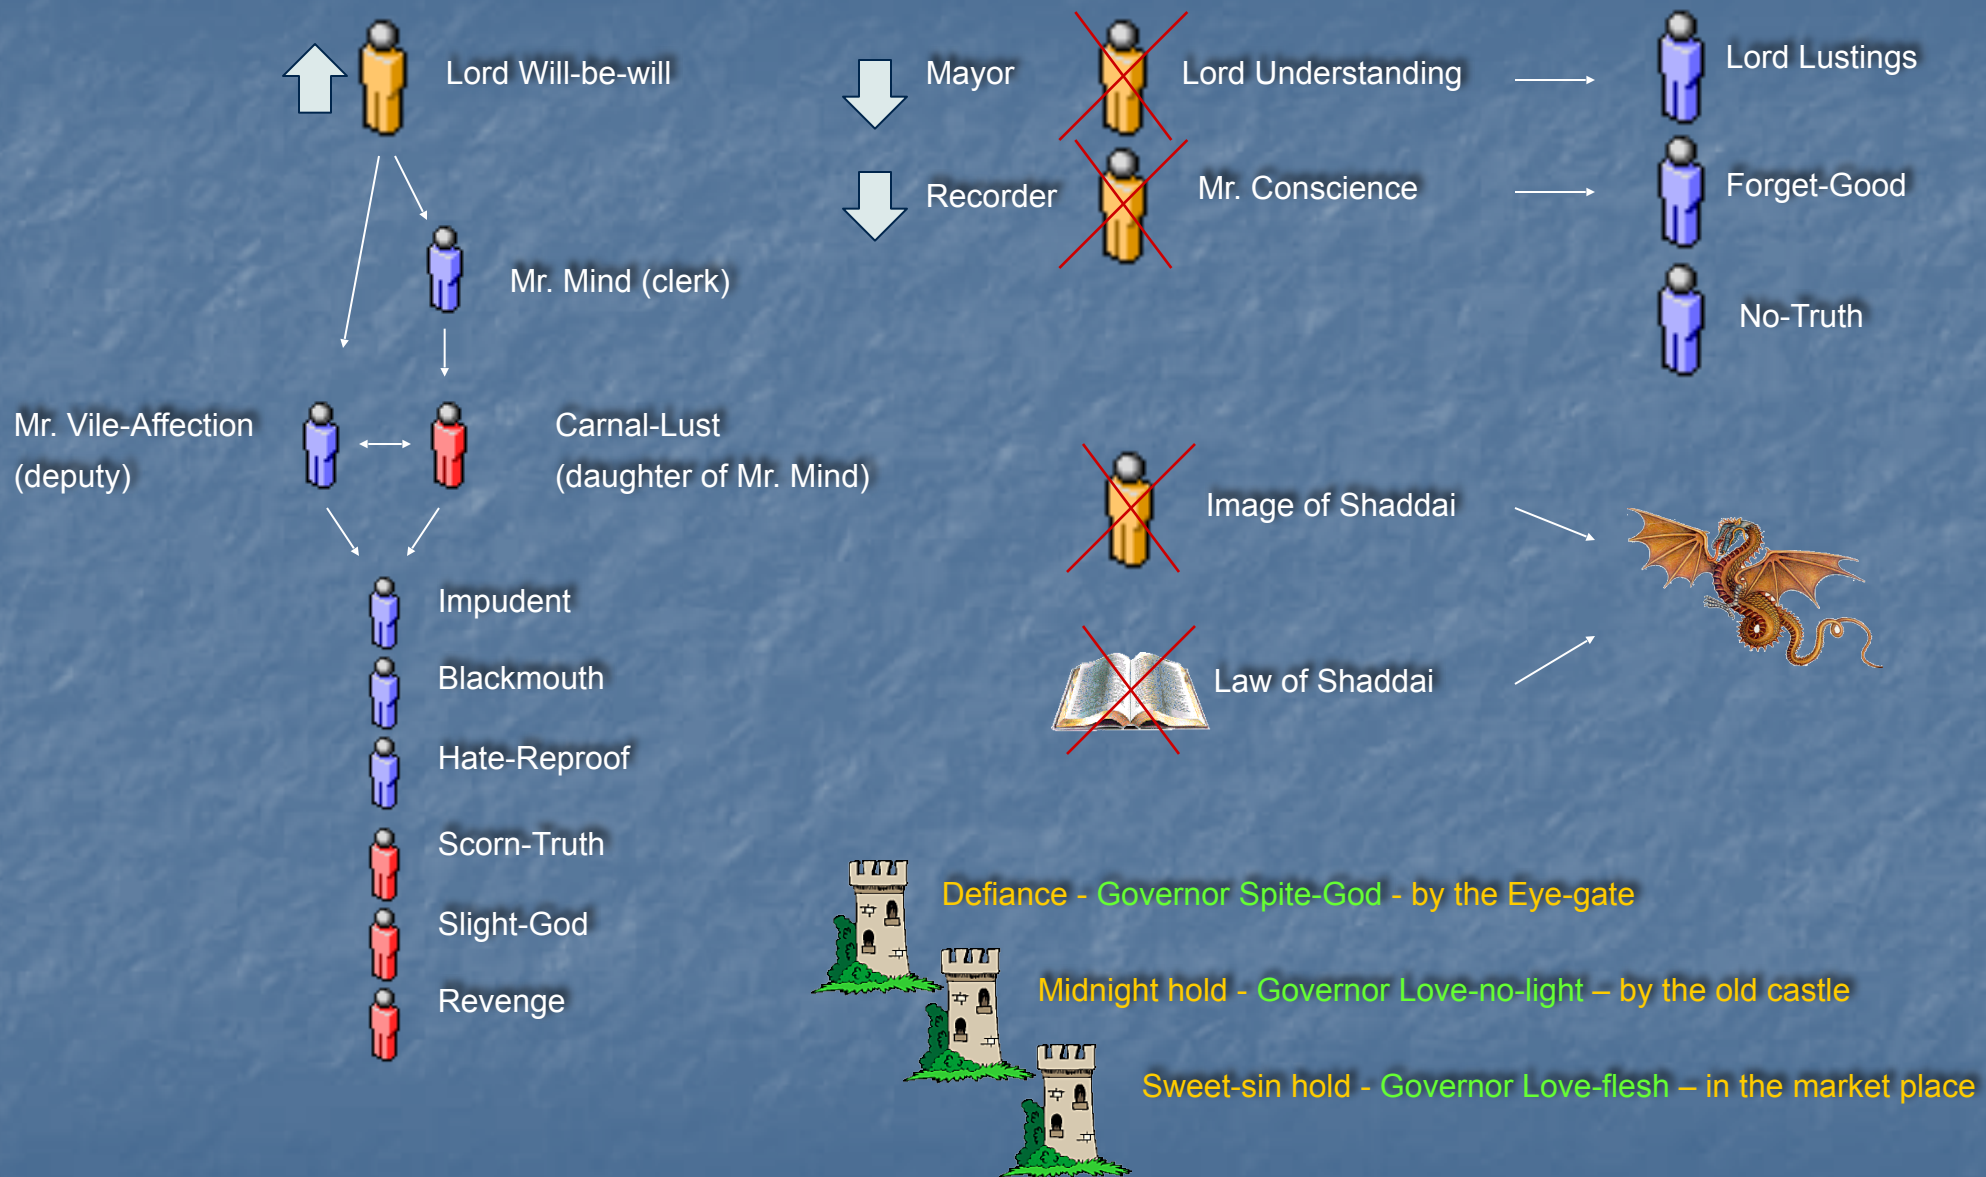 Lord Will-be-will
Mr. Mind (clerk)
Mr. Vile-Affection
(deputy)
Carnal-Lust
(daughter of Mr. Mind)
Impudent
Blackmouth
Hate-Reproof
Scorn-Truth
Slight-God
Revenge
Mayor
Lord Understanding
Lord Lustings
Recorder
Mr. Conscience
Forget-Good
No-Truth
Image of Shaddai
Law of Shaddai
Defiance - Governor Spite-God - by the Eye-gate
Midnight hold - Governor Love-no-light – by the old castle
Sweet-sin hold - Governor Love-flesh – in the market place